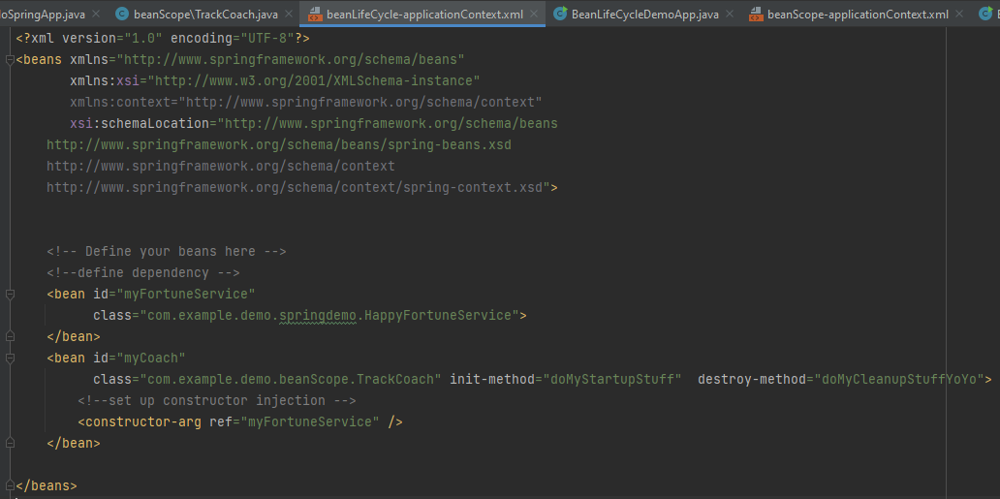 oSpringApp.java
beanScope\TrackCoach.java
beanLifeCycle-applicationContext.xml
BeanLifeCycleDemoApp.java
beanScope-applicationContext.xml
<?xml version="1.0" encoding="UTF-8"?>
<beans xmlns="http://www.springframework.org/schema/beans"
xmlns:xsi="http://www.w3.org/2001/XMLSchema-instance"
xmlns:context="http://www.springframework.org/schema/context"
xsi:schemaLocation="http://www.springframework.org/schema/beans
http://www.springframework.org/schema/beans/spring-beans.xsd
http://www.springframework.org/schema/context
http://www.springframework.org/schema/context/spring-context.xsd">
<!-- Define your beans here -->
<!--define dependency -->
<bean id="myFortuneService"
class="com.example.demo.springdemo.HappyFortuneService">
</bean>
<bean id="myCoach"
class="com.example.demo.beanScope.TrackCoach" init-method="doMyStartupStuff"  destroy-method="doMyCleanupStuffYoYo">
<!--set up constructor injection -->
<constructor-arg ref="myFortuneService" />
</bean>
</beans>